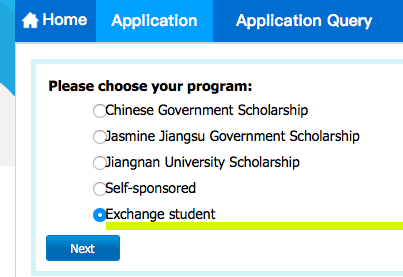 Home Application Application Query
Please choose your program:
Chinese Government Scholarship
Jasmine Jiangsu Government Scholarship
Jiangnan University Scholarship
Self-sponsored
Exchange student
Next